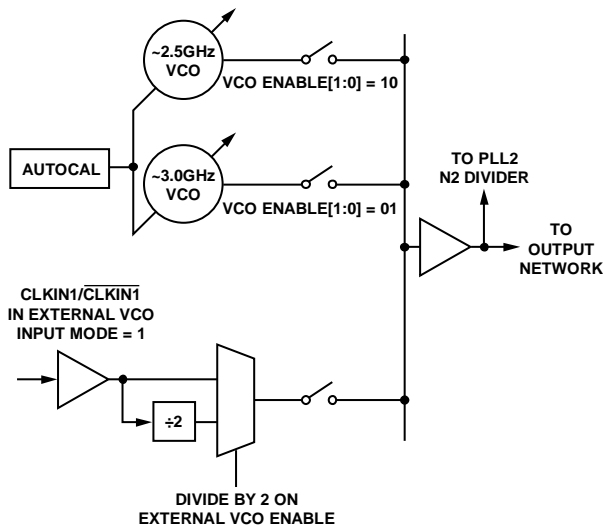 ~2.5GHz
VCO
VCO ENABLE[1:0] = 10
AUTOCAL
~3.0GHz
VCO
VCO ENABLE[1:0] = 01
TO PLL2
N2 DIVIDER
TO
OUTPUT
NETWORK
CLKIN1/CLKIN1
IN EXTERNAL VCO
INPUT MODE = 1
÷2
DIVIDE BY 2 ON
EXTERNAL VCO ENABLE